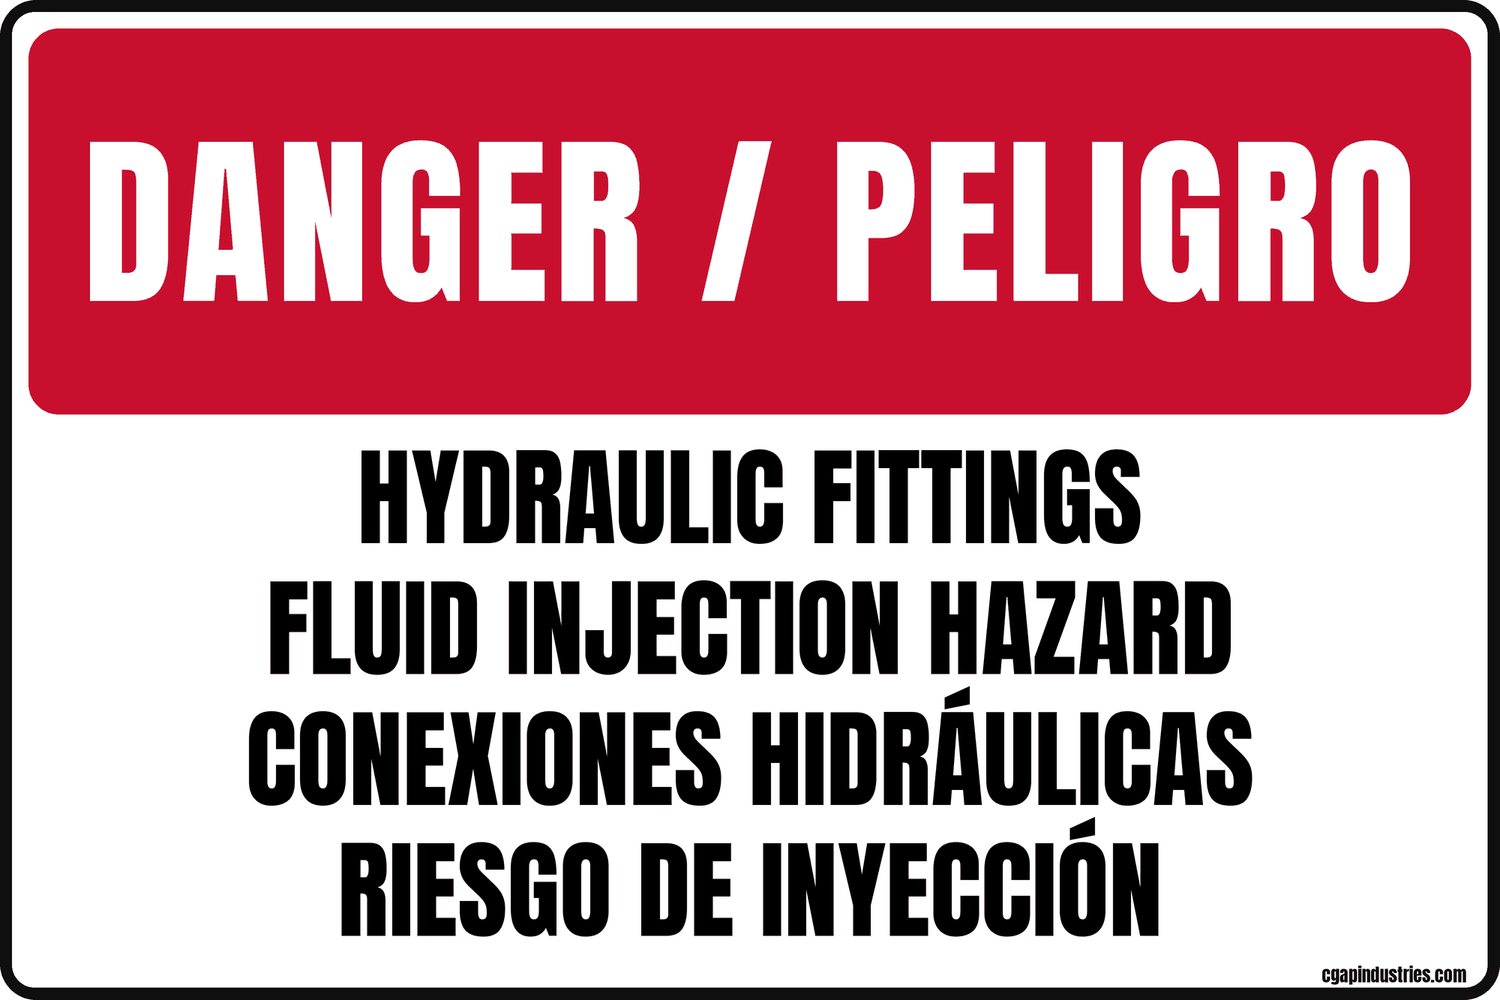 DANGER / PELIGRO
HYDRAULIC FITTINGS
FLUID INJECTION HAZARD
CONEXIONES HIDRÁULICAS
RIESGO DE INYECCIÓN
cgapindustries.com